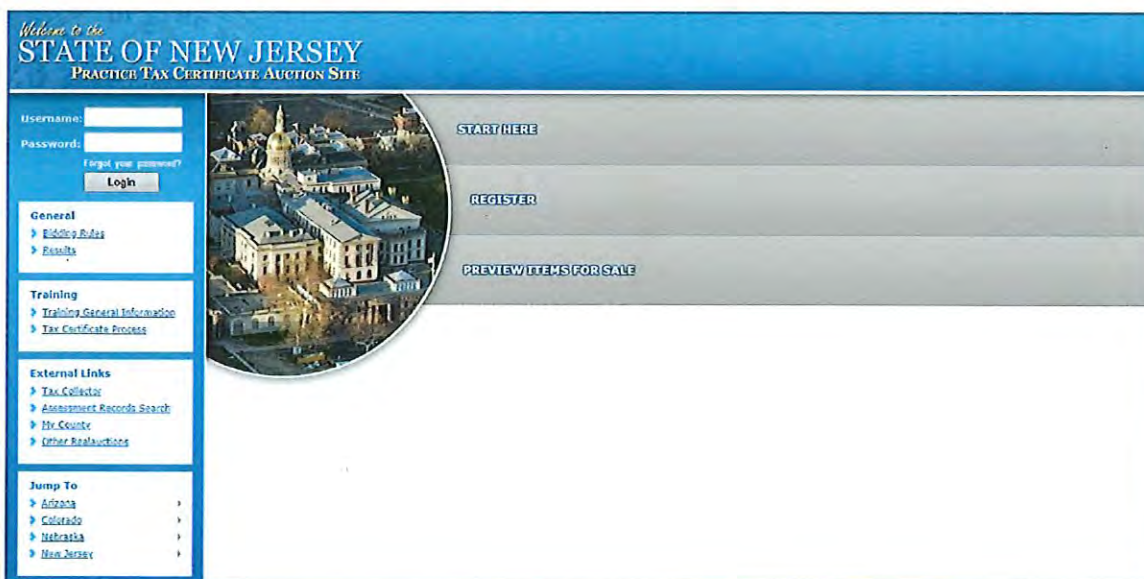 Welcome to the
STATE OF NEW JERSEY
PRACTICE TAX CERTIFICATE AUCTION SITE
Username:
Password:
Forgot your password?
Login
General
Bidding Rules
Results
Training
Training General Information
Tax Certificate Process
External Links
Tax Collector
Assessment Records Search
My County
Other Realauctions
Jump To
Arizona
Colorado
Nebraska
New Jersey
START HERE
REGISTER
PREVIEW ITEMS FOR SALE